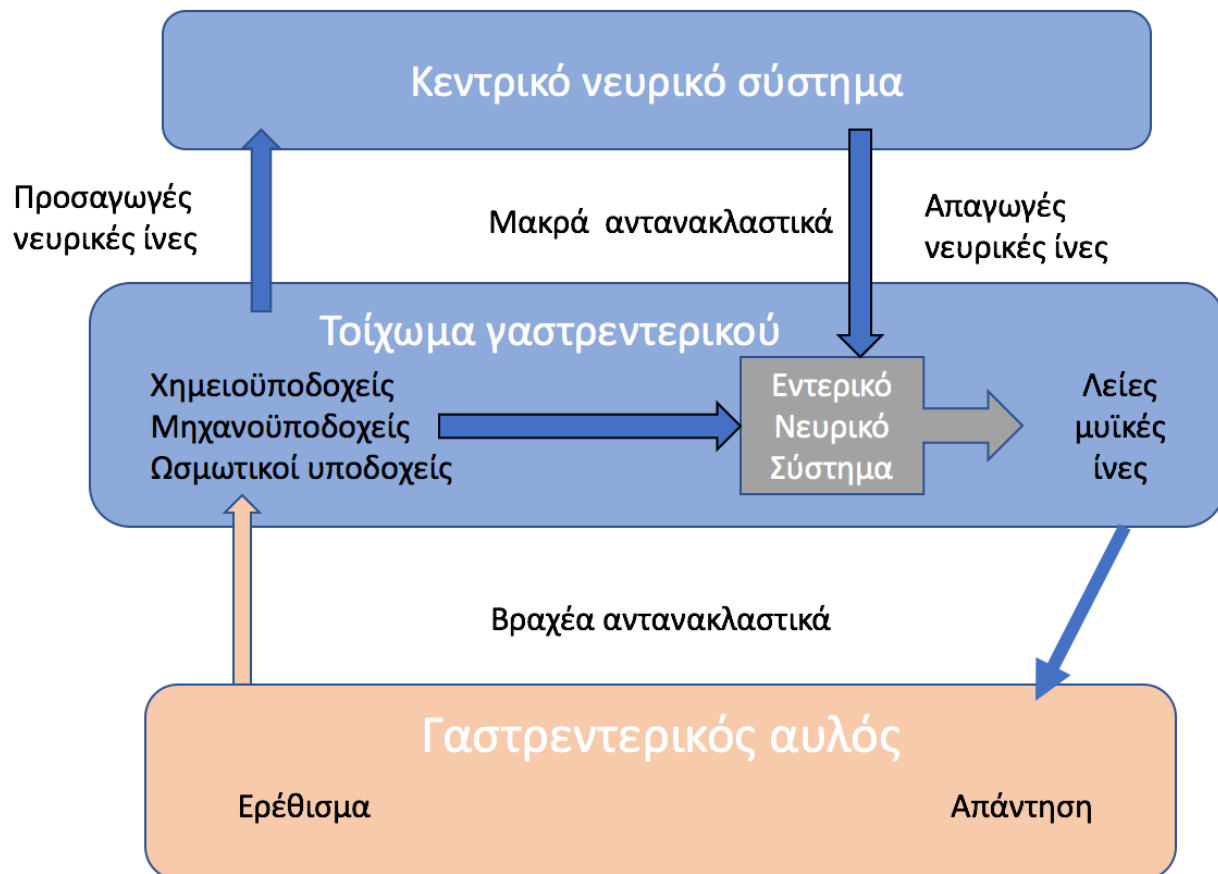 Κεντρικό νευρικό σύστημα
Προσαγωγές
νευρικές ίνες
Μακρά αντανακλαστικά
Απαγωγές
νευρικές ίνες
Τοίχωμα γαστρεντερικού
Χημειοϋποδοχείς
Μηχανοϋποδοχείς
Ωσμωτικοί υποδοχείς
Εντερικό
Νευρικό
Σύστημα
Λείες
μυϊκές
ίνες
Βραχέα αντανακλαστικά
Γαστρεντερικός αυλός
Ερέθισμα
Απάντηση